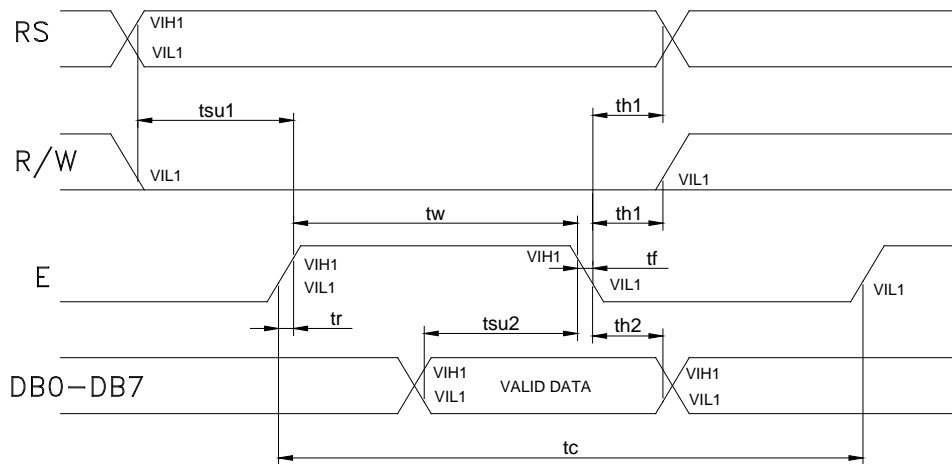 RS
VIH1
VIL1
tsu1
th1
R/W
VIL1
VIL1
tw
th1
E
VIH1
VIL1
VIH1
tf
VIL1
VIL1
tr
tsu2
th2
DB0-DB7
VIH1
VIL1
VALID DATA
VIH1
VIL1
tc